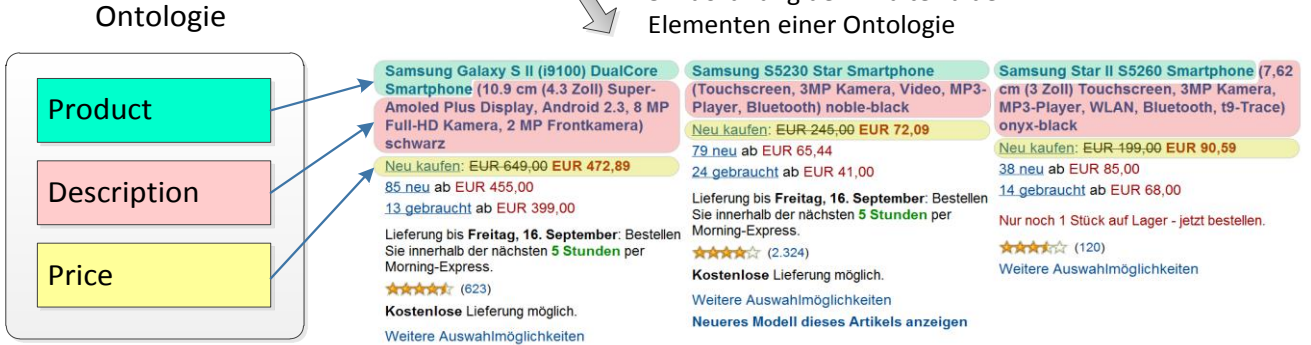 Ontologie
Elementen einer Ontologie
Product
Description
Price
Samsung Galaxy S II (i9100) DualCore
Smartphone (10.9 cm (4.3 Zoll) Super-
Amoled Plus Display, Android 2.3, 8 MP
Full-HD Kamera, 2 MP Frontkamera)
schwarz
Neu kaufen: EUR 649,00 EUR 472,89
85 neu ab EUR 455,00
13 gebraucht ab EUR 399,00
Lieferung bis Freitag, 16. September: Bestellen
Sie innerhalb der nächsten 5 Stunden per
Morning-Express.
(623)
Kostenlose Lieferung möglich.
Weitere Auswahlmöglichkeiten
Samsung S5230 Star Smartphone
(Touchscreen, 3MP Kamera, Video, MP3-
Player, Bluetooth) noble-black
Neu kaufen: EUR 245,00 EUR 72,09
79 neu ab EUR 65,44
24 gebraucht ab EUR 41,00
Lieferung bis Freitag, 16. September: Bestellen
Sie innerhalb der nächsten 5 Stunden per
Morning-Express.
(2.324)
Kostenlose Lieferung möglich.
Weitere Auswahlmöglichkeiten
Neueres Modell dieses Artikels anzeigen
Samsung Star II S5260 Smartphone (7,62
cm (3 Zoll) Touchscreen, 3MP Kamera,
MP3-Player, WLAN, Bluetooth, t9-Trace)
onyx-black
Neu kaufen: EUR 199,00 EUR 90,59
38 neu ab EUR 85,00
14 gebraucht ab EUR 68,00
Nur noch 1 Stück auf Lager - jetzt bestellen.
(120)
Weitere Auswahlmöglichkeiten